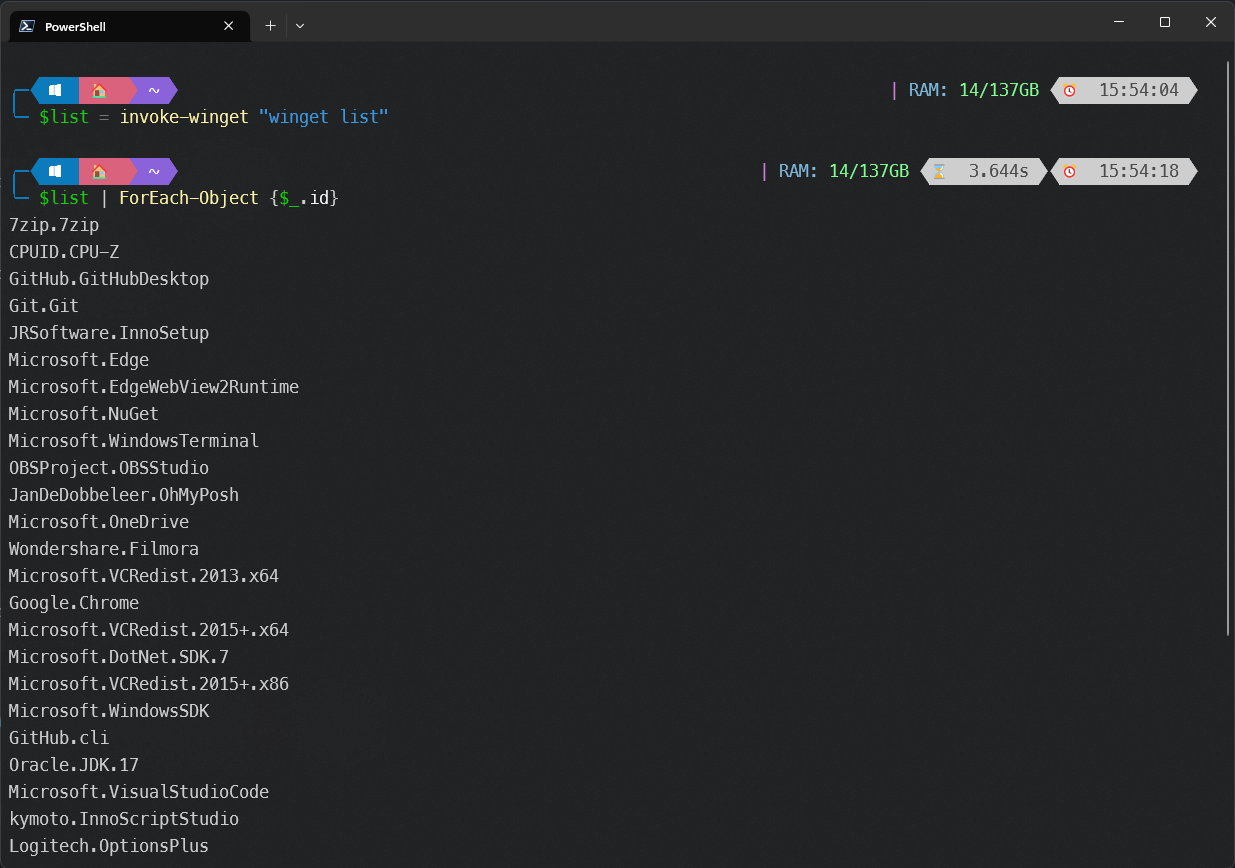 PowerShell
~ | RAM: 14/137GB 15:54:04
$list = invoke-winget "winget list"
~ | RAM: 14/137GB 3.644s 15:54:18
$list | ForEach-Object {$_.id}
7zip.7zip
CPUID.CPU-Z
GitHub.GitHubDesktop
Git.Git
JRSoftware.InnoSetup
Microsoft.Edge
Microsoft.EdgeWebView2Runtime
Microsoft.NuGet
Microsoft.WindowsTerminal
OBSProject.OBSStudio
JanDeDobbeleer.OhMyPosh
Microsoft.OneDrive
Wondershare.Filmora
Microsoft.VCRedist.2013.x64
Google.Chrome
Microsoft.VCRedist.2015+.x64
Microsoft.DotNet.SDK.7
Microsoft.VCRedist.2015+.x86
Microsoft.WindowsSDK
GitHub.cli
Oracle.JDK.17
Microsoft.VisualStudioCode
kymoto.InnoScriptStudio
Logitech.OptionsPlus